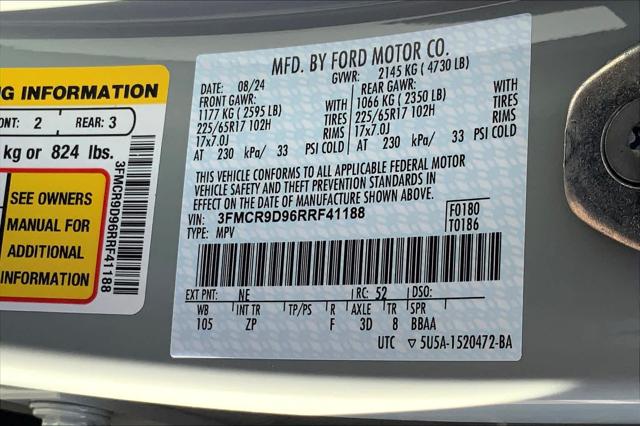 NG INFORMATION
ONT: 2 REAR: 3
kg or 824 lbs.
SEE OWNERS
MANUAL FOR
ADDITIONAL
INFORMATION
3FMCR9D96RRF41188
MFD. BY FORD MOTOR CO.
DATE: 08/24 GVWR: 2145 KG ( 4730 LB)
FRONT GAWR: REAR GAWR:
1177 KG ( 2595 LB) 1066 KG ( 2350 LB)
225/65R17 102H TIRES 225/65R17 102H TIRES
17x7.0J RIMS 17x7.0J RIMS
AT 230 kPa/ 33 PSI COLD AT 230 kPa/ 33 PSI COLD
THIS VEHICLE CONFORMS TO ALL APPLICABLE FEDERAL MOTOR
VEHICLE SAFETY AND THEFT PREVENTION STANDARDS IN
EFFECT ON THE DATE OF MANUFACTURE SHOWN ABOVE.
VIN: 3FMCR9D96RRF41188 F0180
TYPE: MPV T0186
EXT PNT: NE RC: 52 DSO:
WB INT TR TP/PS R AXLE TR SPR
105 ZP F 3D 8 BBAA
UTC ▽ 5U5A-1520472-BA